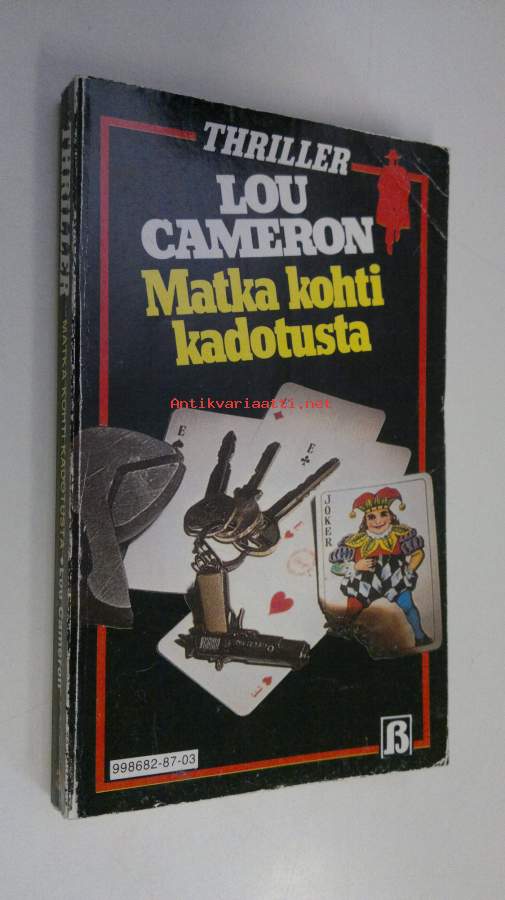 THRILLER
LOU
CAMERON
Matka kohti
kadotusta
Antikvariaatti.net
E
E
JOKER
E
998682-87-03
B
THRILLER MATKA KOHTI KADOTUSTA • Lou Cameron